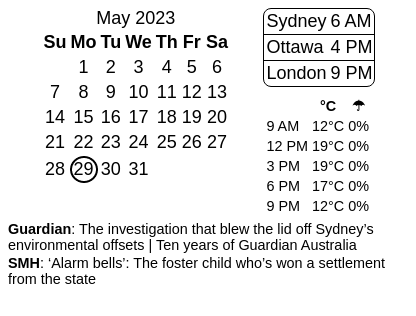 May 2023
Su Mo Tu We Th Fr Sa
1 2 3 4 5 6
7 8 9 10 11 12 13
14 15 16 17 18 19 20
21 22 23 24 25 26 27
28 29 30 31
Sydney 6 AM
Ottawa 4 PM
London 9 PM
°C ☂
9 AM 12°C 0%
12 PM 19°C 0%
3 PM 19°C 0%
6 PM 17°C 0%
9 PM 12°C 0%
Guardian: The investigation that blew the lid off Sydney’s
environmental offsets | Ten years of Guardian Australia
SMH: ‘Alarm bells’: The foster child who’s won a settlement
from the state